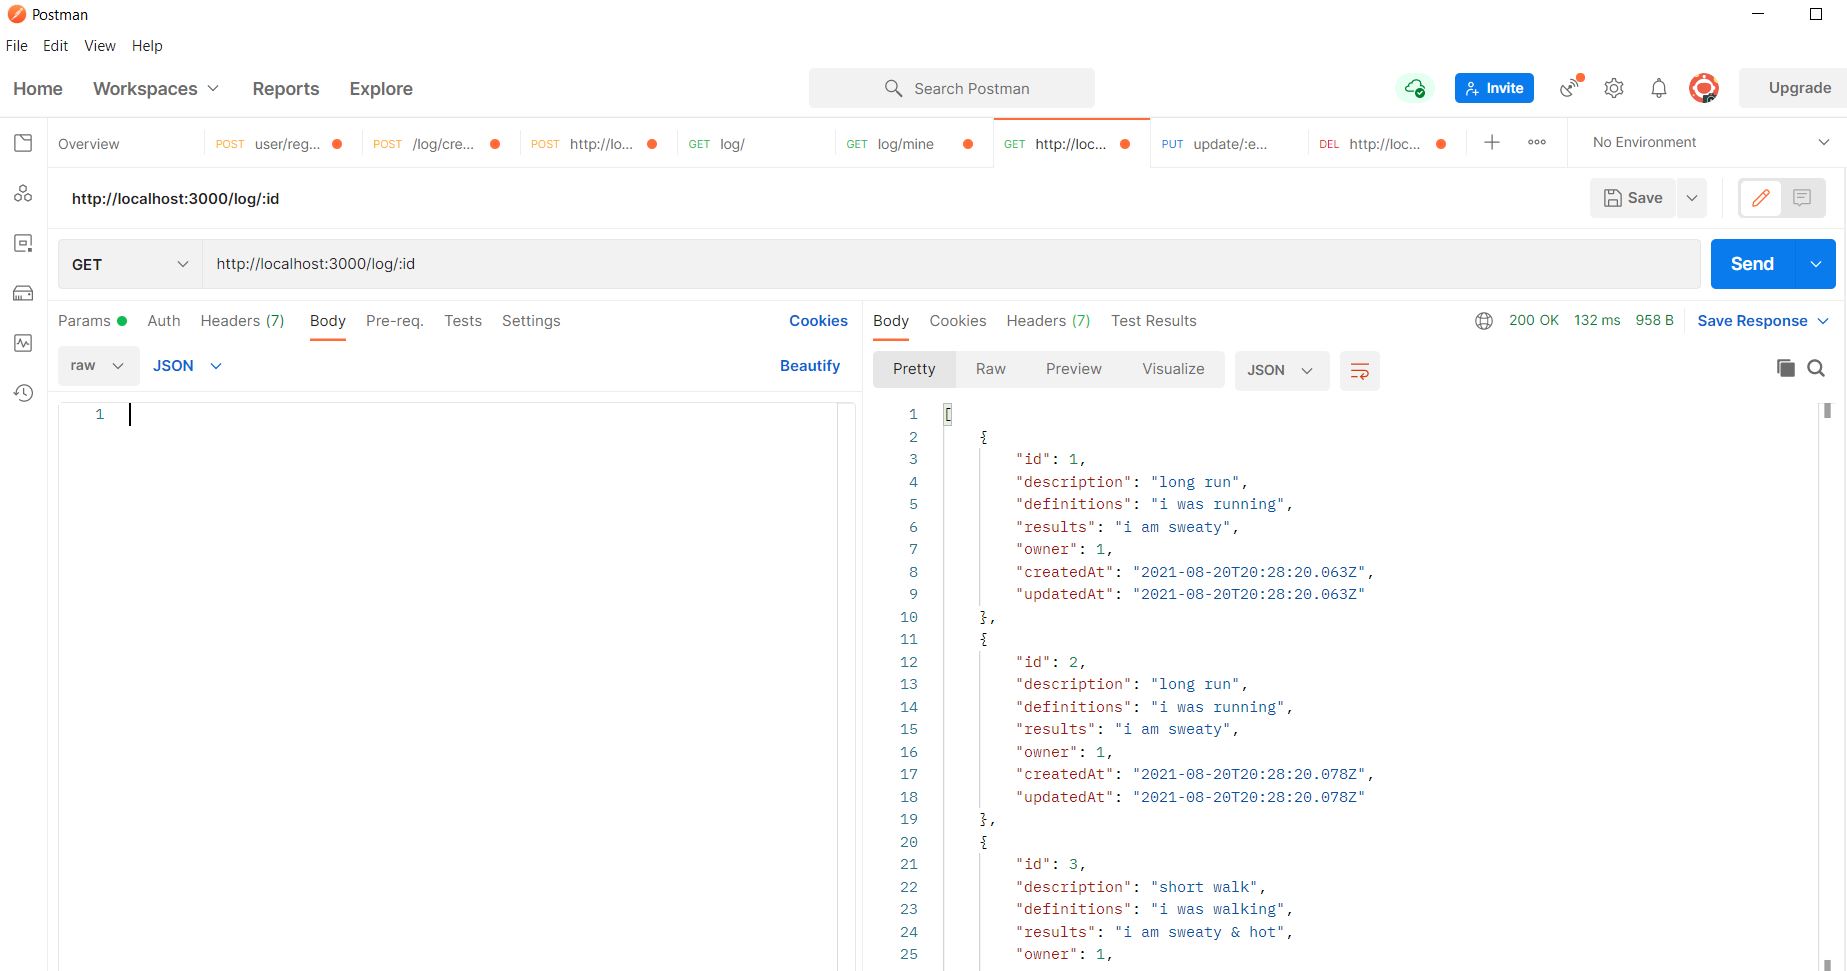 Postman
File Edit View Help
Home Workspaces Reports Explore Search Postman Invite Upgrade
Overview POST user/reg... POST /log/cre... POST http://lo... GET log/ GET log/mine GET http://loc... PUT update/:e... DEL http://loc... No Environment
http://localhost:3000/log/:id Save
GET http://localhost:3000/log/:id Send
Params Auth Headers (7) Body Pre-req. Tests Settings Cookies
raw JSON Beautify
1
Body Cookies Headers (7) Test Results 200 OK 132 ms 958 B Save Response
Pretty Raw Preview Visualize JSON
1 [
2 {
3 "id": 1,
4 "description": "long run",
5 "definitions": "i was running",
6 "results": "i am sweaty",
7 "owner": 1,
8 "createdAt": "2021-08-20T20:28:20.063Z",
9 "updatedAt": "2021-08-20T20:28:20.063Z"
10 },
11 {
12 "id": 2,
13 "description": "long run",
14 "definitions": "i was running",
15 "results": "i am sweaty",
16 "owner": 1,
17 "createdAt": "2021-08-20T20:28:20.078Z",
18 "updatedAt": "2021-08-20T20:28:20.078Z"
19 },
20 {
21 "id": 3,
22 "description": "short walk",
23 "definitions": "i was walking",
24 "results": "i am sweaty & hot",
25 "owner": 1,